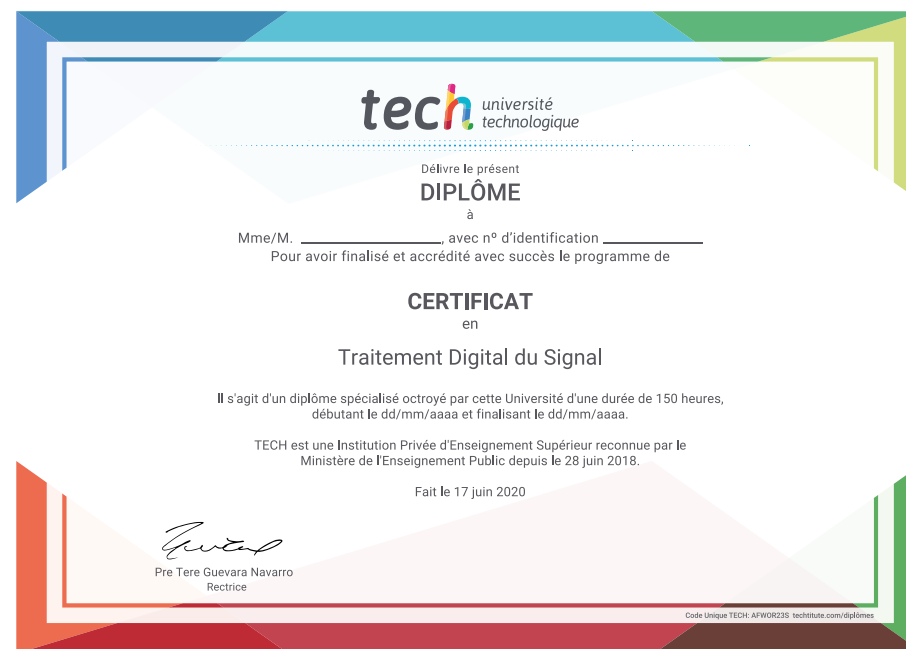 tech université
technologique
Délivre le présent
DIPLÔME
à
Mme/M. ____________________, avec nº d'identification ______________
Pour avoir finalisé et accrédité avec succès le programme de
CERTIFICAT
en
Traitement Digital du Signal
Il s'agit d'un diplôme spécialisé octroyé par cette Université d'une durée de 150 heures,
débutant le dd/mm/aaaa et finalisant le dd/mm/aaaa.
TECH est une Institution Privée d'Enseignement Supérieur reconnue par le
Ministère de l'Enseignement Public depuis le 28 juin 2018.
Fait le 17 juin 2020
Pre Tere Guevara Navarro
Rectrice
Code Unique TECH: AFWOR23S techtitute.com/diplômes